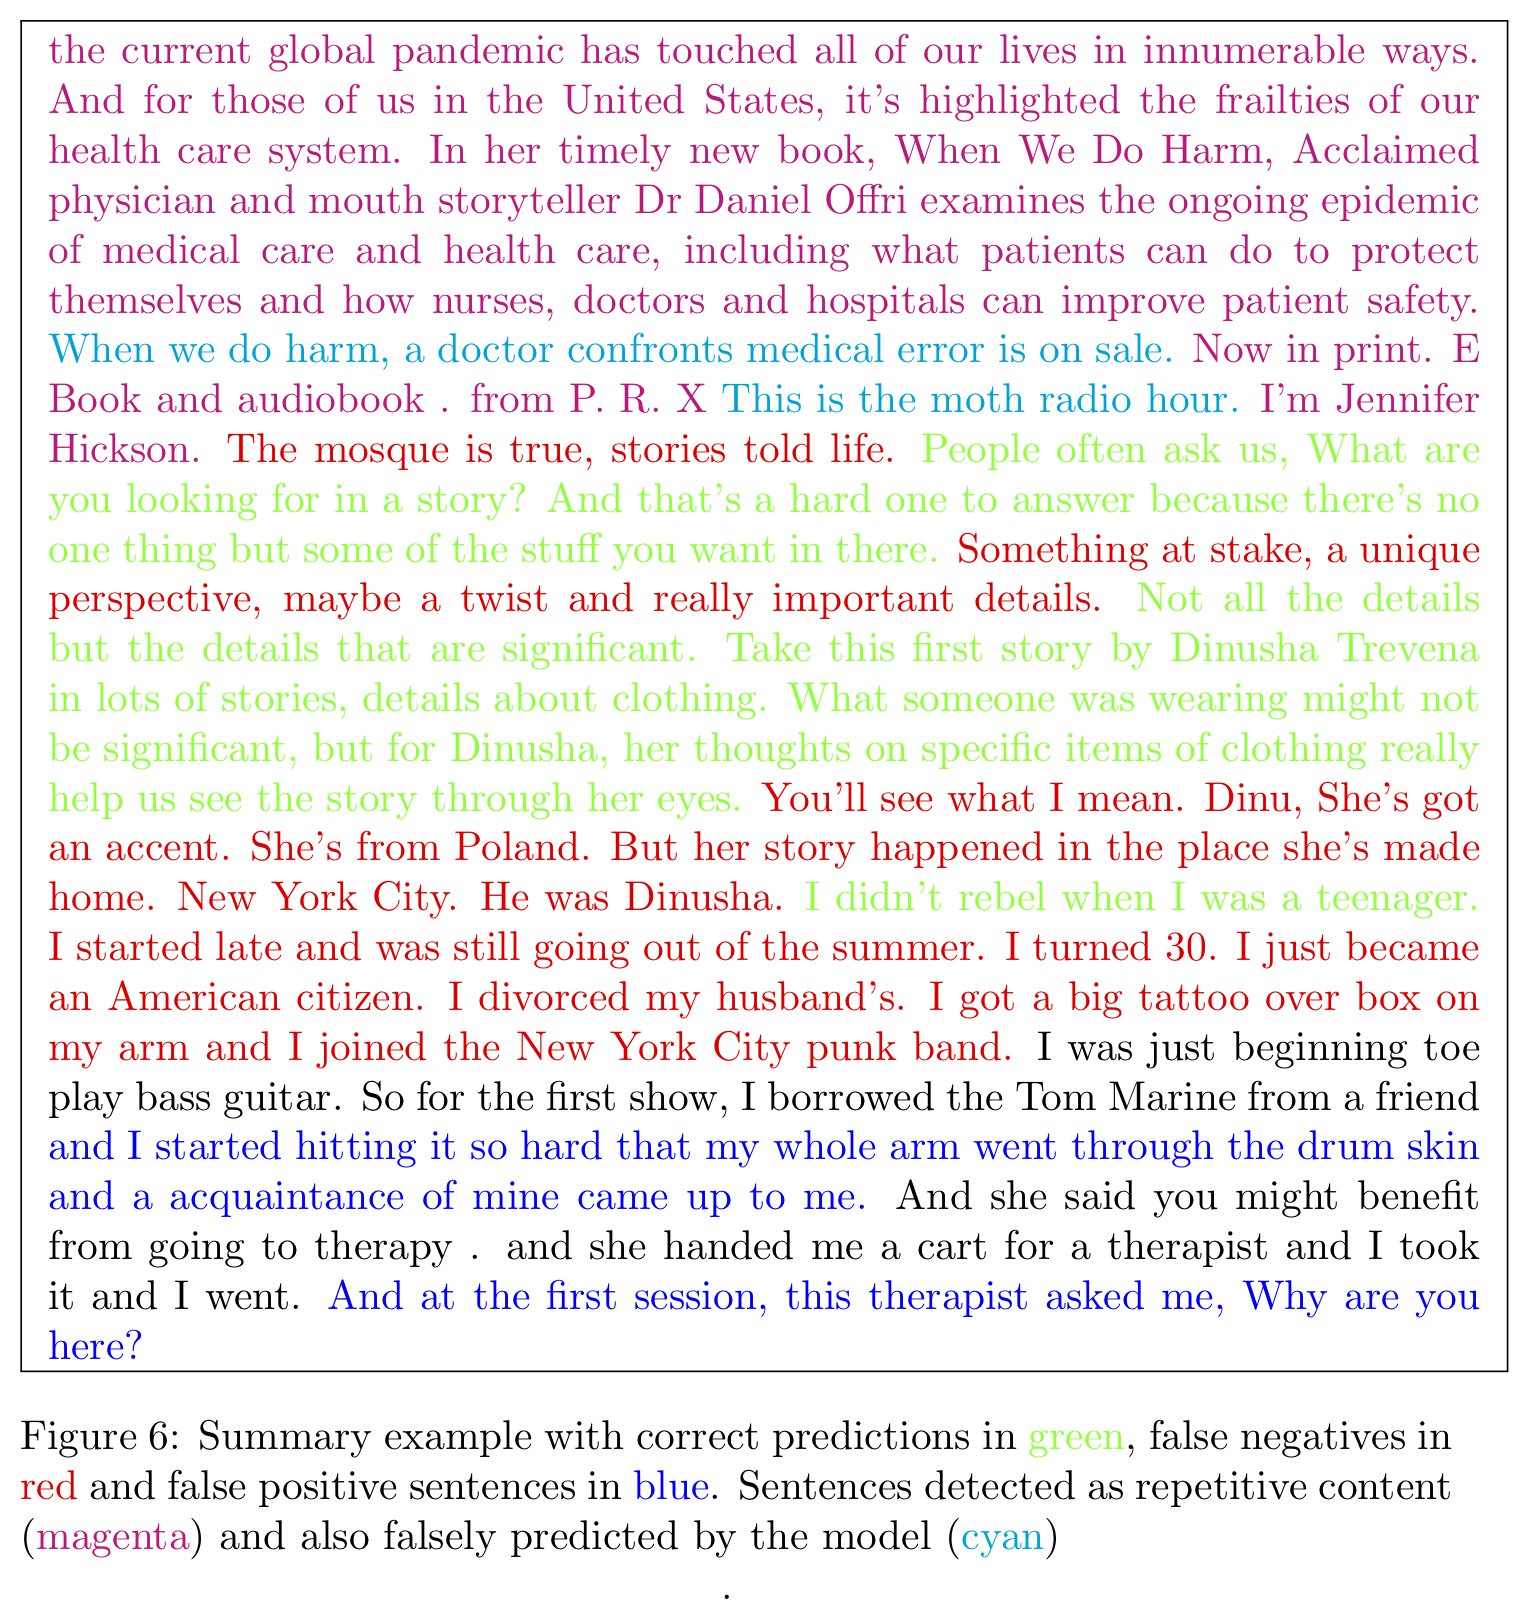 the current global pandemic has touched all of our lives in innumerable ways.
And for those of us in the United States, it's highlighted the frailties of our
health care system. In her timely new book, When We Do Harm, Acclaimed
physician and mouth storyteller Dr Daniel Offri examines the ongoing epidemic
of medical care and health care, including what patients can do to protect
themselves and how nurses, doctors and hospitals can improve patient safety.
When we do harm, a doctor confronts medical error is on sale. Now in print. E
Book and audiobook . from P. R. X This is the moth radio hour. I'm Jennifer
Hickson. The mosque is true, stories told life. People often ask us, What are
you looking for in a story? And that's a hard one to answer because there's no
one thing but some of the stuff you want in there. Something at stake, a unique
perspective, maybe a twist and really important details. Not all the details
but the details that are significant. Take this first story by Dinusha Trevena
in lots of stories, details about clothing. What someone was wearing might not
be significant, but for Dinusha, her thoughts on specific items of clothing really
help us see the story through her eyes. You'll see what I mean. Dinu, She's got
an accent. She's from Poland. But her story happened in the place she's made
home. New York City. He was Dinusha. I didn't rebel when I was a teenager.
I started late and was still going out of the summer. I turned 30. I just became
an American citizen. I divorced my husband's. I got a big tattoo over box on
my arm and I joined the New York City punk band. I was just beginning toe
play bass guitar. So for the first show, I borrowed the Tom Marine from a friend
and I started hitting it so hard that my whole arm went through the drum skin
and a acquaintance of mine came up to me. And she said you might benefit
from going to therapy . and she handed me a cart for a therapist and I took
it and I went. And at the first session, this therapist asked me, Why are you
here?
Figure 6: Summary example with correct predictions in green, false negatives in
red and false positive sentences in blue. Sentences detected as repetitive content
(magenta) and also falsely predicted by the model (cyan)
.